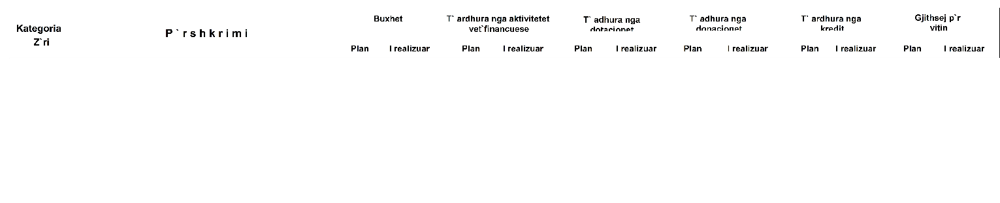 Kategoria
Z`ri
P`rshkrimi
Buxhet
T` ardhura nga aktivitetet
vet`financuese
T` adhura nga
dotacionet
T` adhura nga
donacionet
T` ardhura nga
kredit
Gjithsej p`r
vitin
Plan I realizuar Plan I realizuar Plan I realizuar Plan I realizuar Plan I realizuar Plan I realizuar